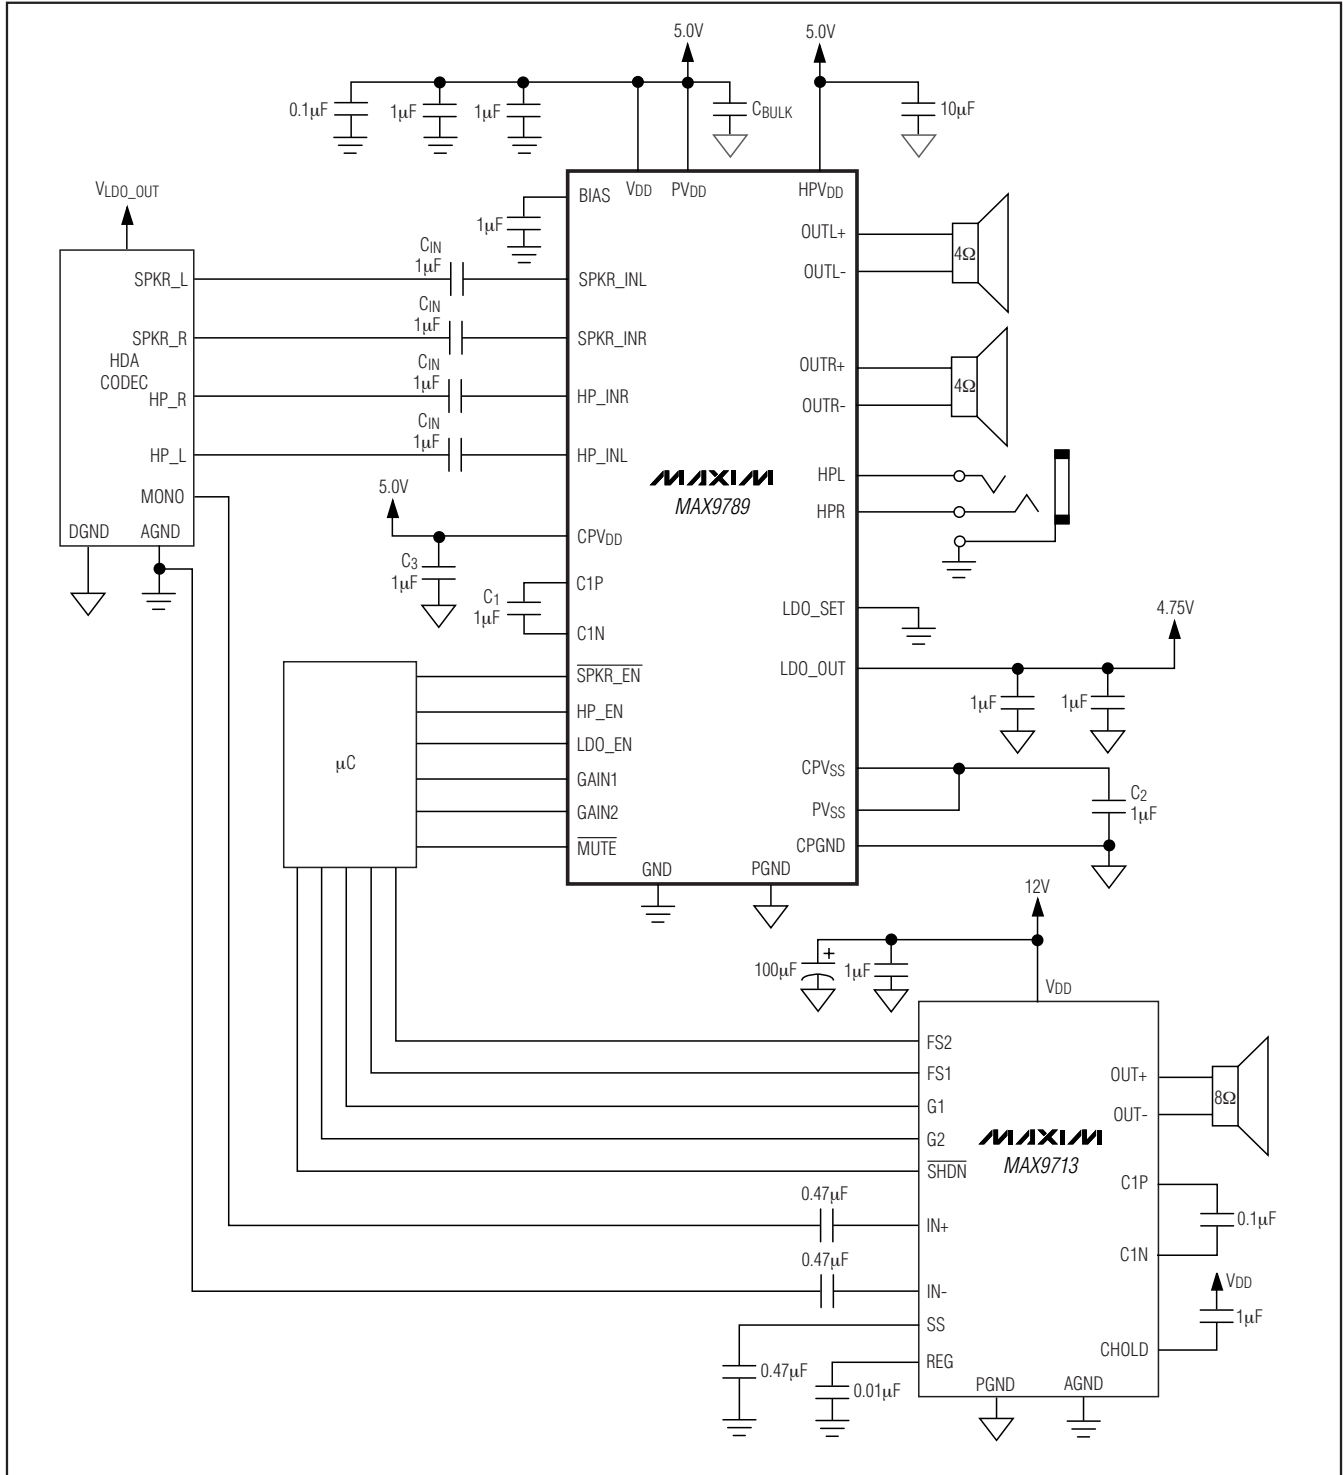 5.0V
5.0V
0.1µF
1µF
1µF
CBULK
10µF
VLDO_OUT
HDA
CODEC
SPKR_L
SPKR_R
HP_R
HP_L
MONO
DGND
AGND
1µF
CIN
1µF
CIN
1µF
CIN
1µF
CIN
1µF
5.0V
C3
1µF
C1
1µF
BIAS
VDD
PVDD
HPVDD
SPKR_INL
SPKR_INR
HP_INR
HP_INL
CPVDD
C1P
C1N
SPKR_EN
HP_EN
LDO_EN
GAIN1
GAIN2
MUTE
GND
PGND
MAXIM
MAX9789
OUTL+
OUTL-
OUTR+
OUTR-
HPL
HPR
LDO_SET
LDO_OUT
CPVSS
PVSS
CPGND
4Ω
4Ω
4.75V
1µF
1µF
C2
1µF
µC
12V
100µF
+
1µF
VDD
FS2
FS1
G1
G2
SHDN
IN+
IN-
SS
REG
MAXIM
MAX9713
OUT+
OUT-
C1P
C1N
CHOLD
PGND
AGND
8Ω
0.1µF
VDD
1µF
0.47µF
0.47µF
0.47µF
0.01µF